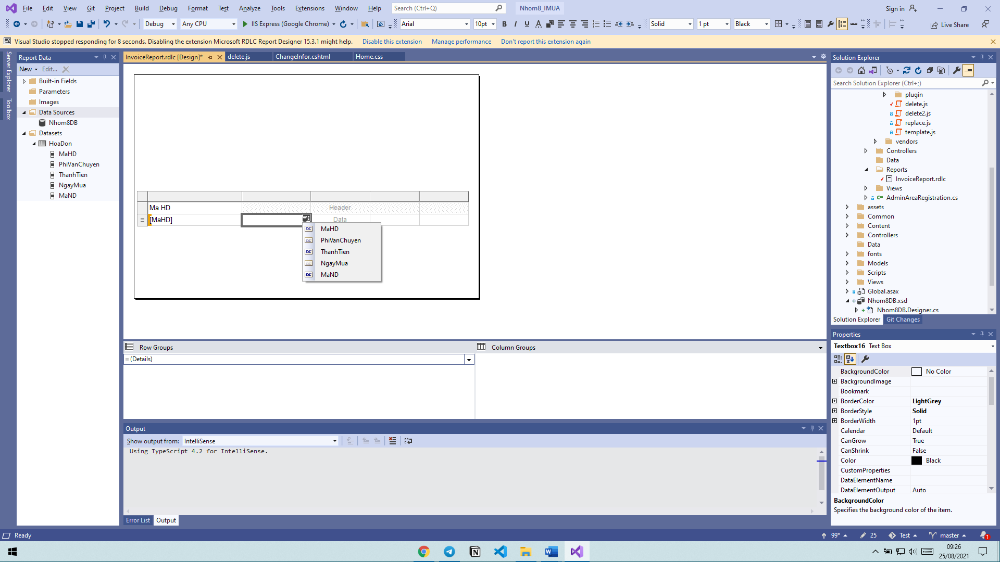 File Edit View Git Project Build Debug Format Test Analyze Tools Extensions Window Help Search (Ctrl+Q) Nhom8_IMUA Sign in
Debug Any CPU IIS Express (Google Chrome) Arial 10pt B I U A Solid 1 pt Black Live Share
Visual Studio stopped responding for 8 seconds. Disabling the extension Microsoft RDLC Report Designer 15.3.1 might help. Disable this extension Manage performance Don't report this extension again
Server Explorer
Toolbox
Report Data
New Edit...
Built-in Fields
Parameters
Images
Data Sources
Nhom8DB
Datasets
HoaDon
MaHD
PhiVanChuyen
ThanhTien
NgayMua
MaND
InvoiceReport.rdlc [Design]* delete.js ChangeInfor.cshtml Home.css
Ma HD Header
[MaHD] Data
MaHD
PhiVanChuyen
ThanhTien
NgayMua
MaND
Row Groups Column Groups
(Details)
Output
Show output from: IntelliSense
Using TypeScript 4.2 for IntelliSense.
Error List Output
Solution Explorer
Search Solution Explorer (Ctrl+;)
plugin
delete.js
delete2.js
replace.js
template.js
vendors
Controllers
Data
Reports
InvoiceReport.rdlc
Views
C# AdminAreaRegistration.cs
assets
Common
Content
Controllers
Data
fonts
Models
Scripts
Views
Global.asax
Nhom8DB.xsd
Nhom8DB.Designer.cs
Solution Explorer Git Changes
Properties
Textbox16 Text Box
BackgroundColor No Color
BackgroundImage
Bookmark
BorderColor LightGrey
BorderStyle Solid
BorderWidth 1pt
Calendar Default
CanGrow True
CanShrink False
Color Black
CustomProperties
DataElementName
DataElementOutput Auto
BackgroundColor
Specifies the background color of the item.
Ready 99* 25 Test master 1
09:26
25/08/2021